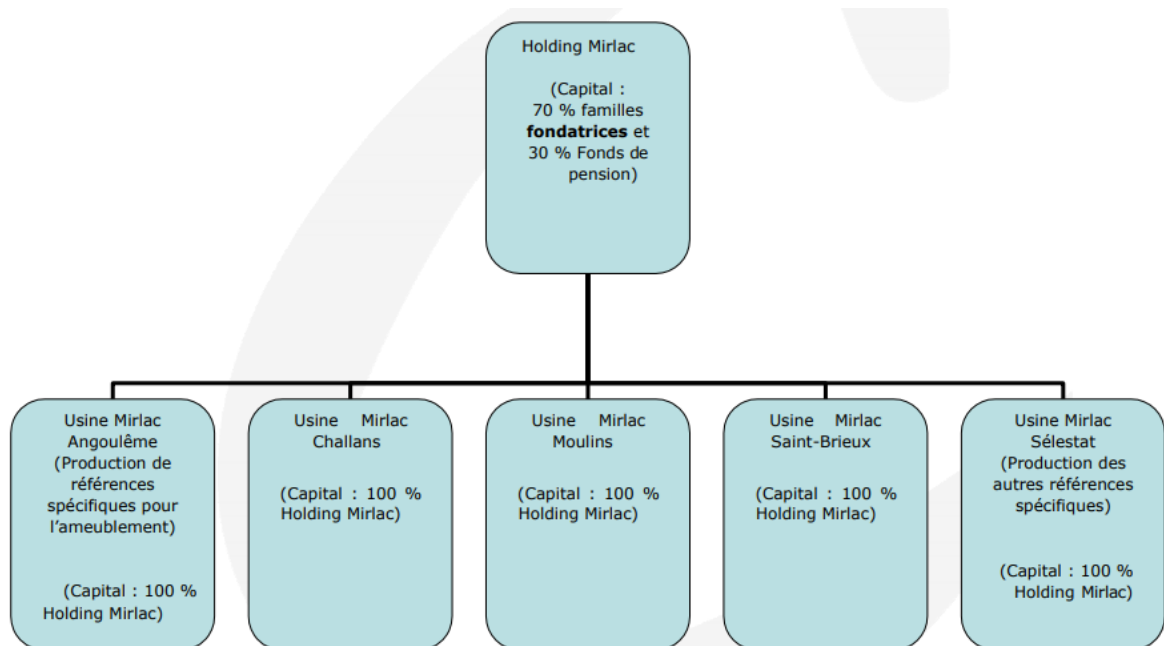 Holding Mirlac
(Capital :
70 % familles
fondatrices et
30 % Fonds de
pension)
Usine Mirlac
Angoulême
(Production de
références
spécifiques pour
l'ameublement)
(Capital : 100 %
Holding Mirlac)
Usine Mirlac
Challans
(Capital : 100 %
Holding Mirlac)
Usine Mirlac
Moulins
(Capital : 100 %
Holding Mirlac)
Usine Mirlac
Saint-Brieux
(Capital : 100 %
Holding Mirlac)
Usine Mirlac
Sélestat
(Production des
autres références
spécifiques)
(Capital : 100 %
Holding Mirlac)